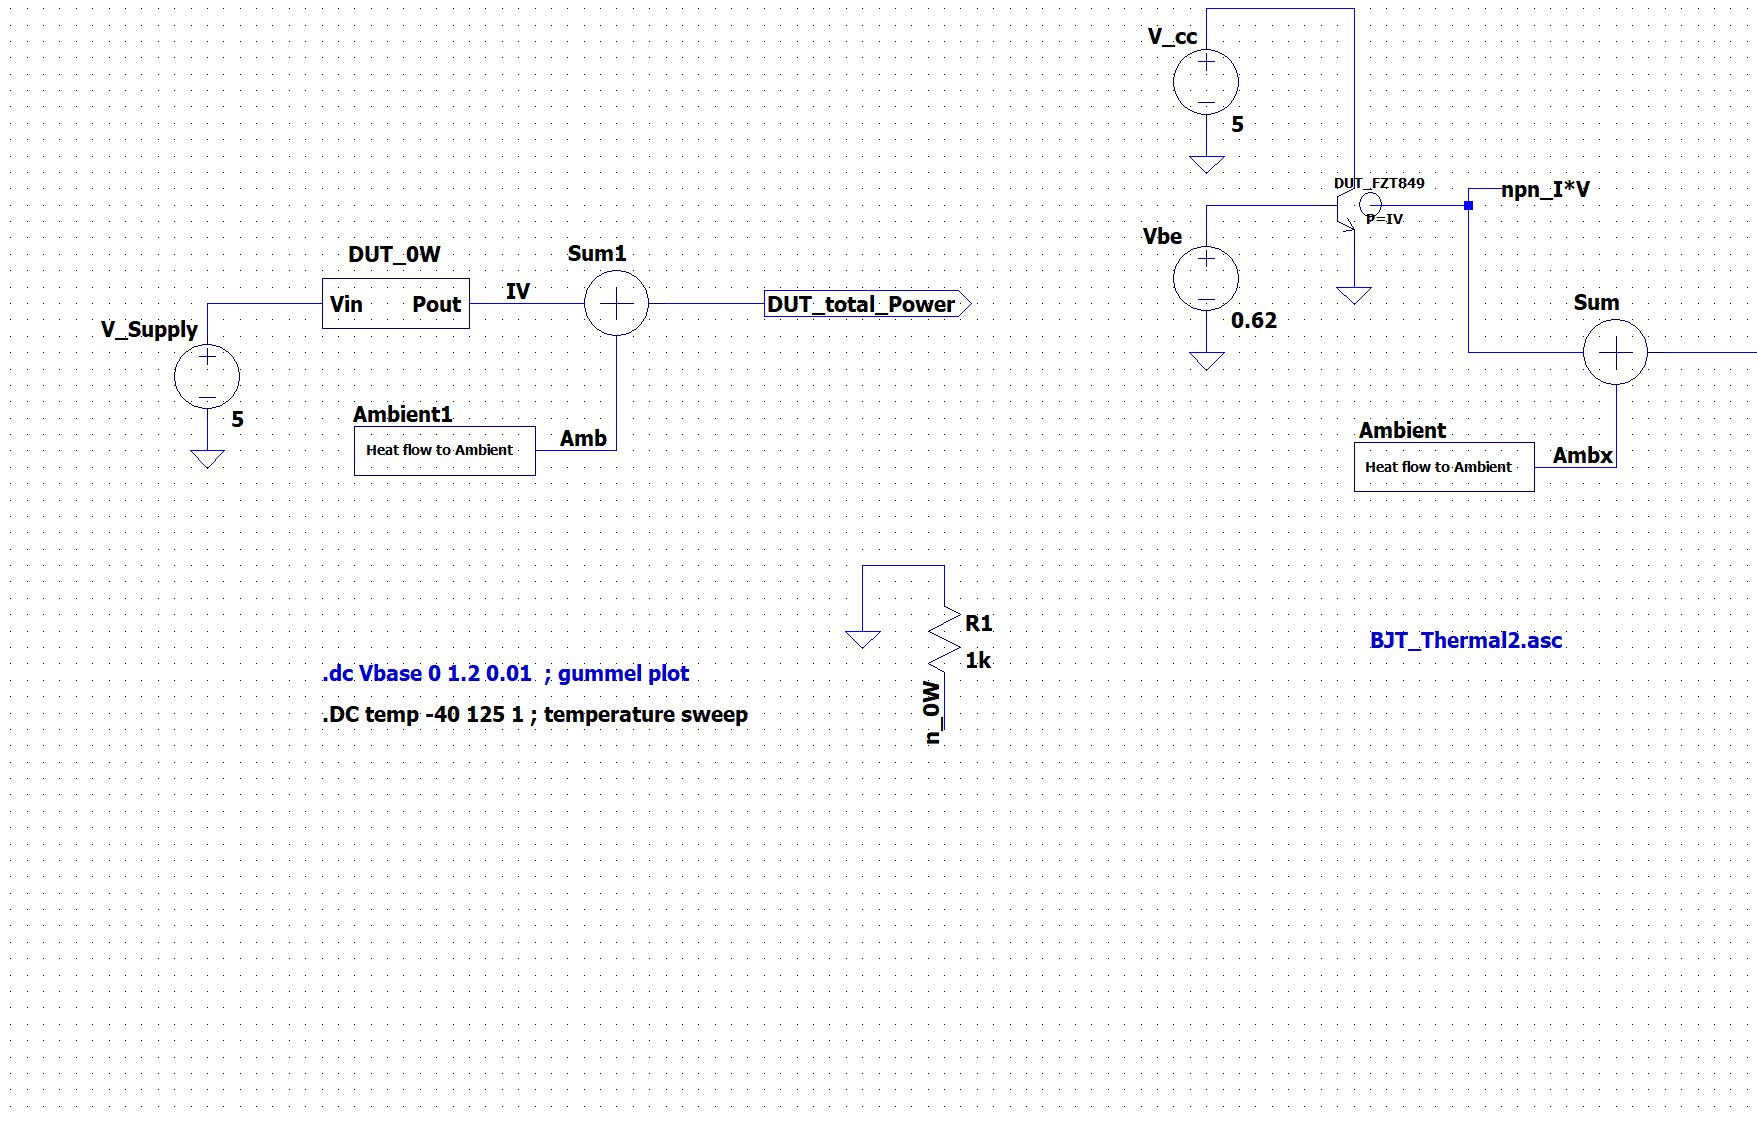 V_cc
5
DUT_FZT849
npn_I*V
P=IV
Vbe
0.62
DUT_0W
Sum1
Vin
Pout
IV
DUT_total_Power
V_Supply
5
Sum
Ambient1
Heat flow to Ambient
Amb
Ambient
Heat flow to Ambient
Ambx
R1
1k
n_0W
BJT_Thermal2.asc
.dc Vbase 0 1.2 0.01 ; gummel plot
.DC temp -40 125 1 ; temperature sweep